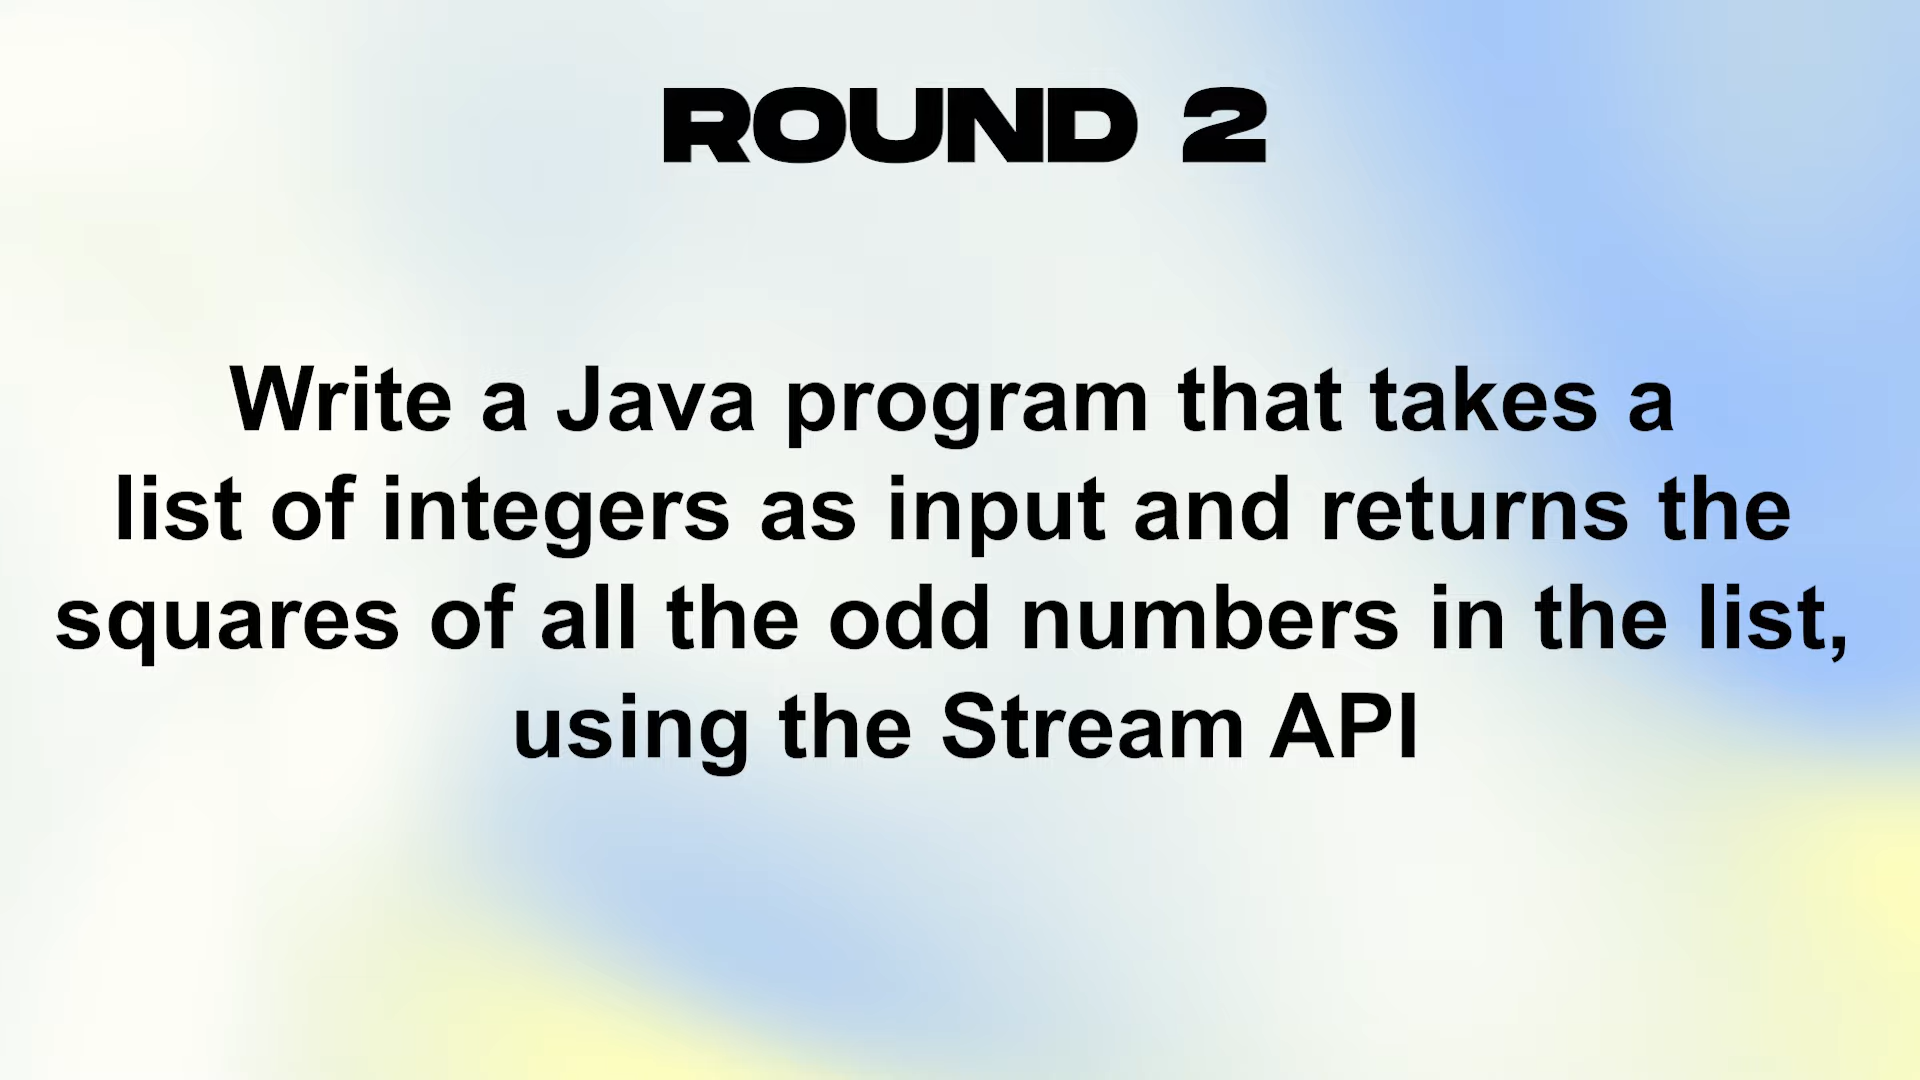 ROUND 2
Write a Java program that takes a
list of integers as input and returns the
squares of all the odd numbers in the list,
using the Stream API